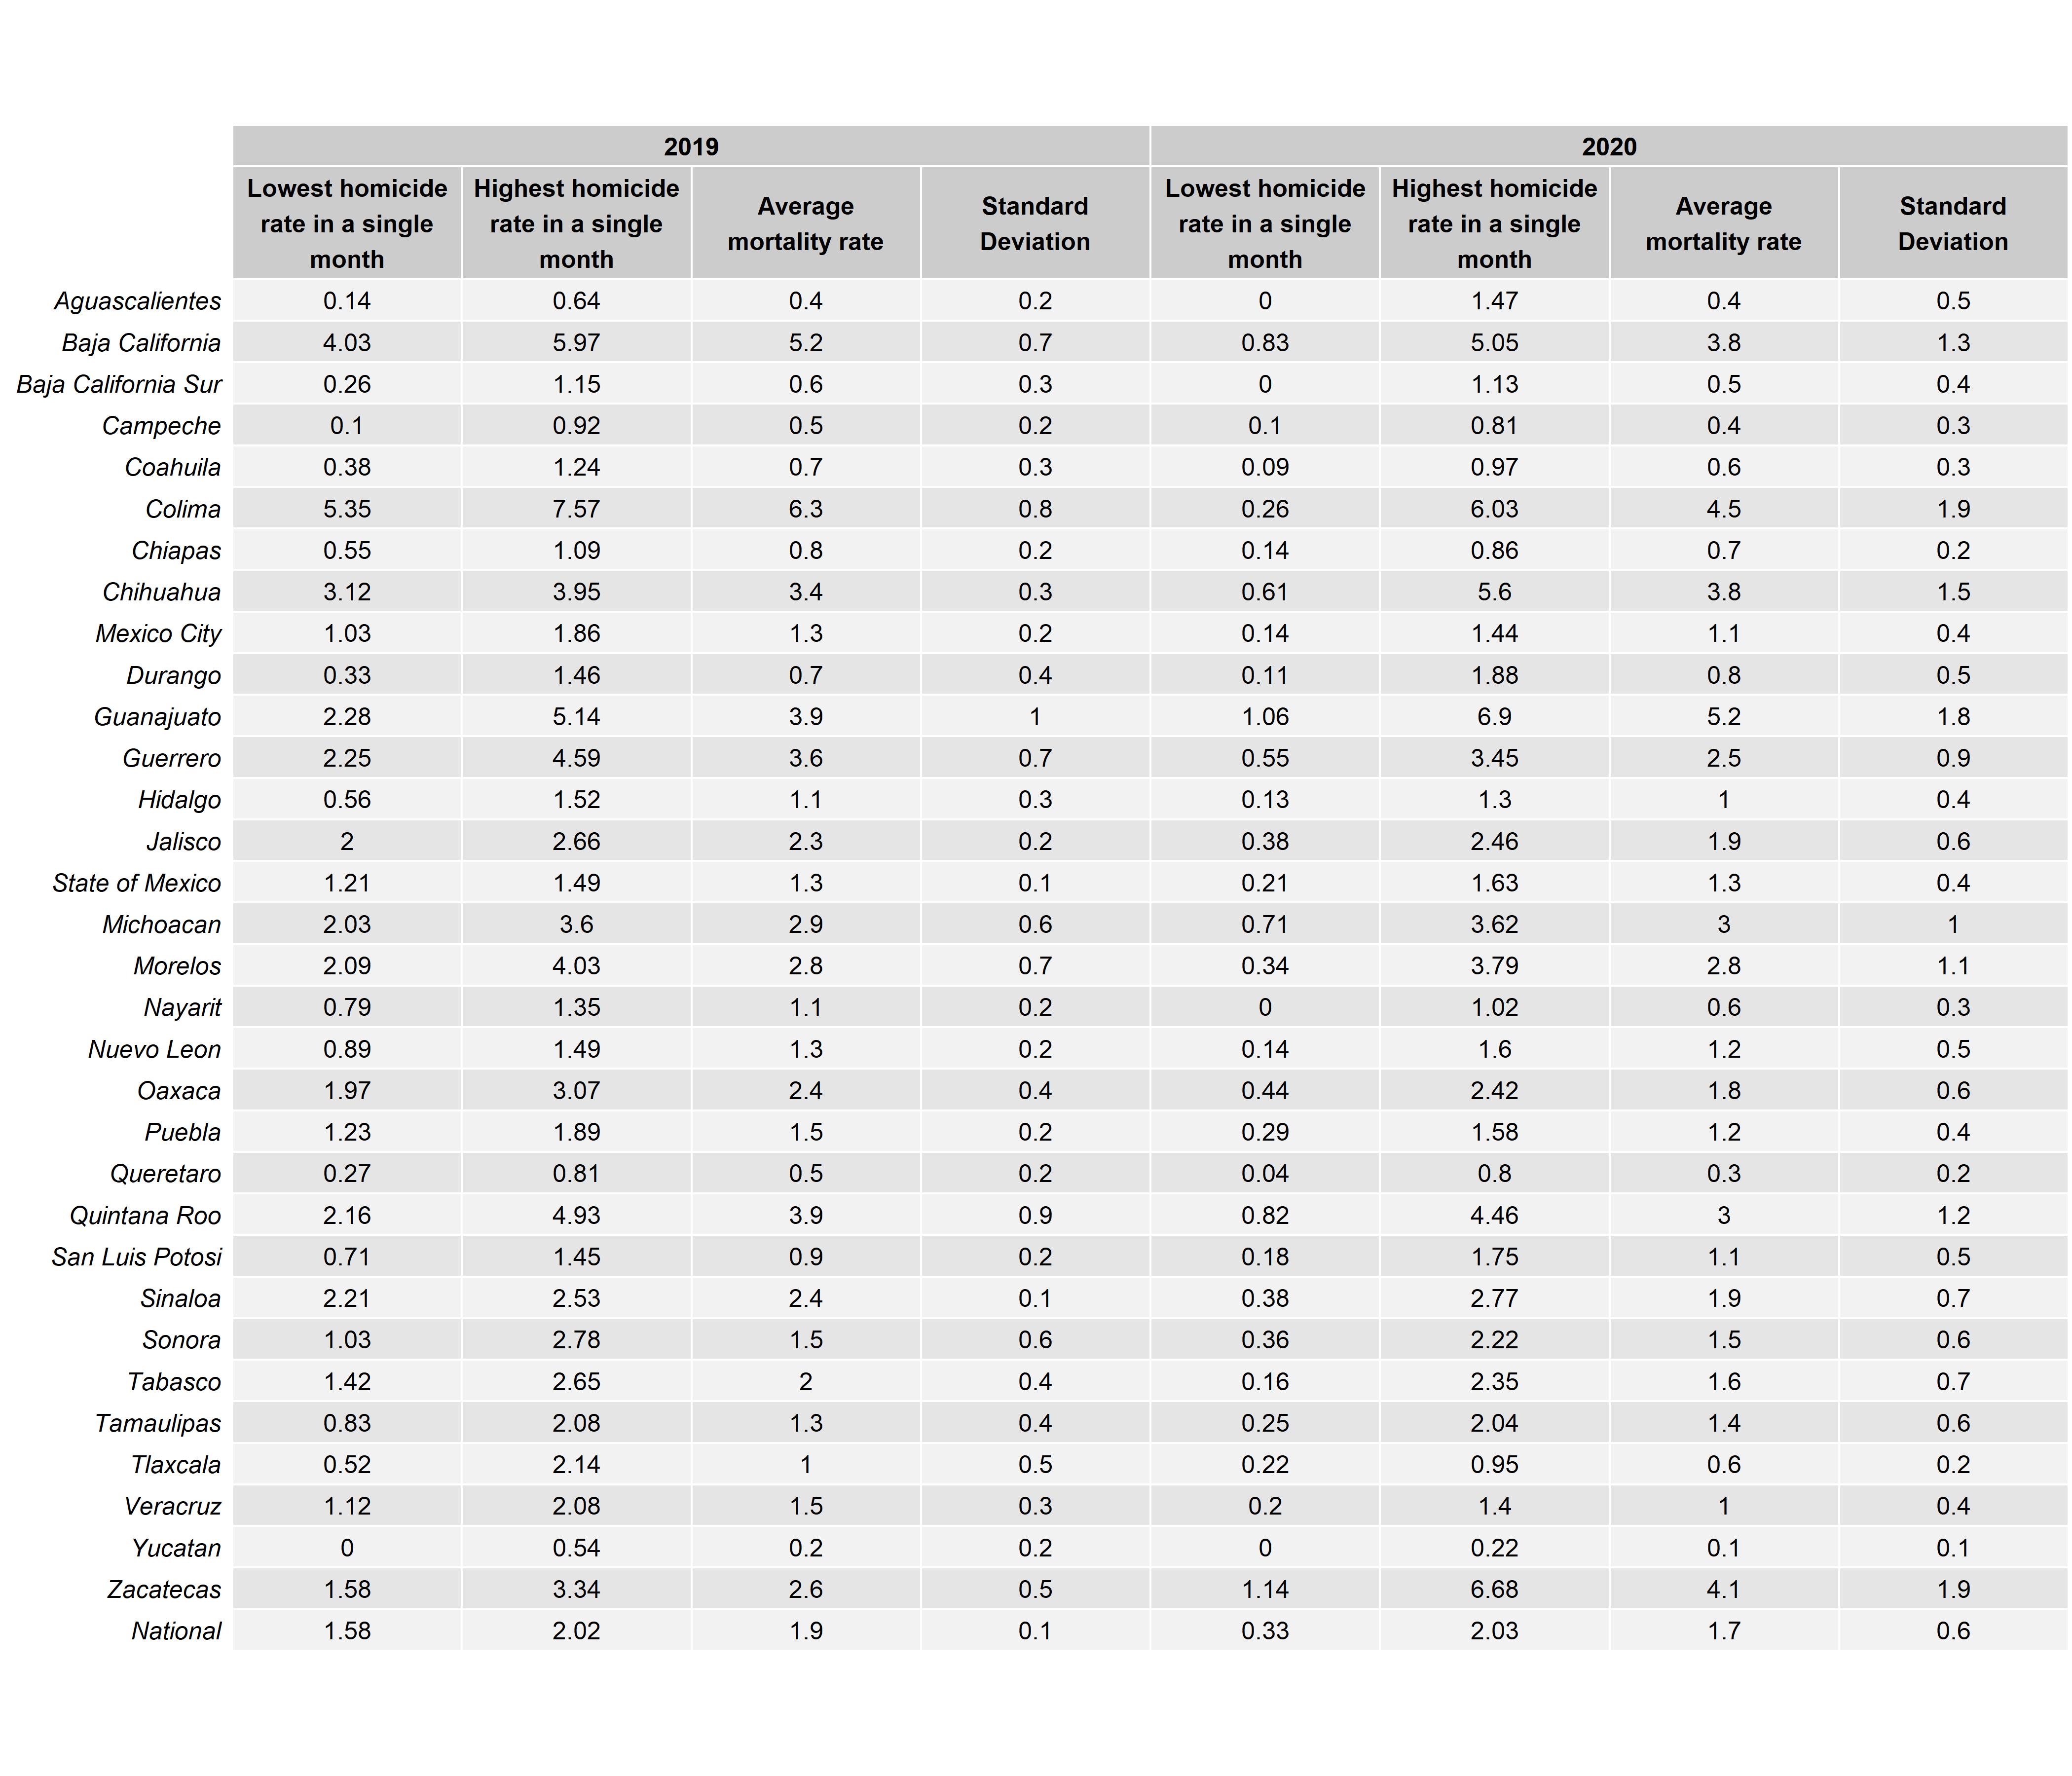 2019 2020
Lowest homicide rate in a single month Highest homicide rate in a single month Average mortality rate Standard Deviation Lowest homicide rate in a single month Highest homicide rate in a single month Average mortality rate Standard Deviation
Aguascalientes 0.14 0.64 0.4 0.2 0 1.47 0.4 0.5
Baja California 4.03 5.97 5.2 0.7 0.83 5.05 3.8 1.3
Baja California Sur 0.26 1.15 0.6 0.3 0 1.13 0.5 0.4
Campeche 0.1 0.92 0.5 0.2 0.1 0.81 0.4 0.3
Coahuila 0.38 1.24 0.7 0.3 0.09 0.97 0.6 0.3
Colima 5.35 7.57 6.3 0.8 0.26 6.03 4.5 1.9
Chiapas 0.55 1.09 0.8 0.2 0.14 0.86 0.7 0.2
Chihuahua 3.12 3.95 3.4 0.3 0.61 5.6 3.8 1.5
Mexico City 1.03 1.86 1.3 0.2 0.14 1.44 1.1 0.4
Durango 0.33 1.46 0.7 0.4 0.11 1.88 0.8 0.5
Guanajuato 2.28 5.14 3.9 1 1.06 6.9 5.2 1.8
Guerrero 2.25 4.59 3.6 0.7 0.55 3.45 2.5 0.9
Hidalgo 0.56 1.52 1.1 0.3 0.13 1.3 1 0.4
Jalisco 2 2.66 2.3 0.2 0.38 2.46 1.9 0.6
State of Mexico 1.21 1.49 1.3 0.1 0.21 1.63 1.3 0.4
Michoacan 2.03 3.6 2.9 0.6 0.71 3.62 3 1
Morelos 2.09 4.03 2.8 0.7 0.34 3.79 2.8 1.1
Nayarit 0.79 1.35 1.1 0.2 0 1.02 0.6 0.3
Nuevo Leon 0.89 1.49 1.3 0.2 0.14 1.6 1.2 0.5
Oaxaca 1.97 3.07 2.4 0.4 0.44 2.42 1.8 0.6
Puebla 1.23 1.89 1.5 0.2 0.29 1.58 1.2 0.4
Queretaro 0.27 0.81 0.5 0.2 0.04 0.8 0.3 0.2
Quintana Roo 2.16 4.93 3.9 0.9 0.82 4.46 3 1.2
San Luis Potosi 0.71 1.45 0.9 0.2 0.18 1.75 1.1 0.5
Sinaloa 2.21 2.53 2.4 0.1 0.38 2.77 1.9 0.7
Sonora 1.03 2.78 1.5 0.6 0.36 2.22 1.5 0.6
Tabasco 1.42 2.65 2 0.4 0.16 2.35 1.6 0.7
Tamaulipas 0.83 2.08 1.3 0.4 0.25 2.04 1.4 0.6
Tlaxcala 0.52 2.14 1 0.5 0.22 0.95 0.6 0.2
Veracruz 1.12 2.08 1.5 0.3 0.2 1.4 1 0.4
Yucatan 0 0.54 0.2 0.2 0 0.22 0.1 0.1
Zacatecas 1.58 3.34 2.6 0.5 1.14 6.68 4.1 1.9
National 1.58 2.02 1.9 0.1 0.33 2.03 1.7 0.6